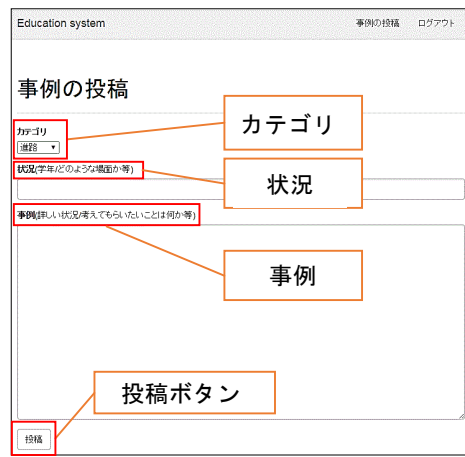 Education system 事例の投稿 ログアウト
事例の投稿
カテゴリ
カテゴリ
進路
状況(学年/どのような場面か等)
状況
事例(詳しい状況/考えてもらいたいことは何か等)
事例
投稿ボタン
投稿